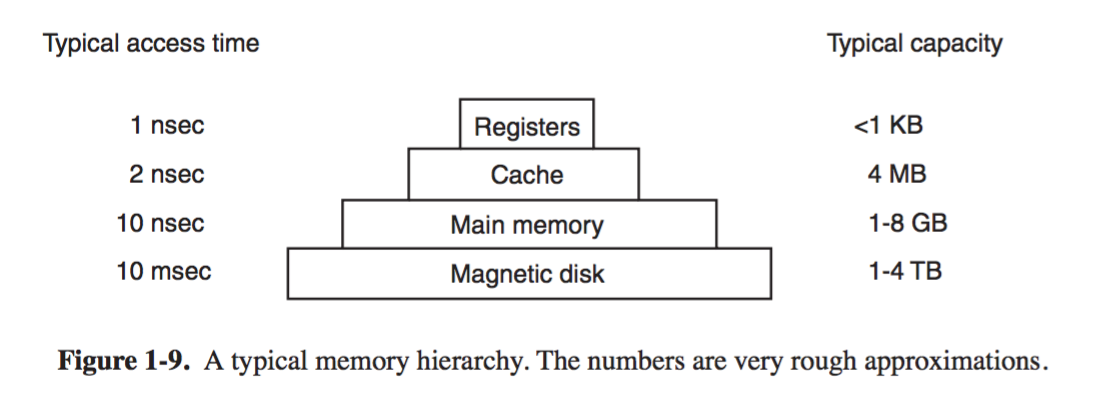 Typical access time Typical capacity
1 nsec Registers <1 KB
2 nsec Cache 4 MB
10 nsec Main memory 1-8 GB
10 msec Magnetic disk 1-4 TB
Figure 1-9. A typical memory hierarchy. The numbers are very rough approximations.